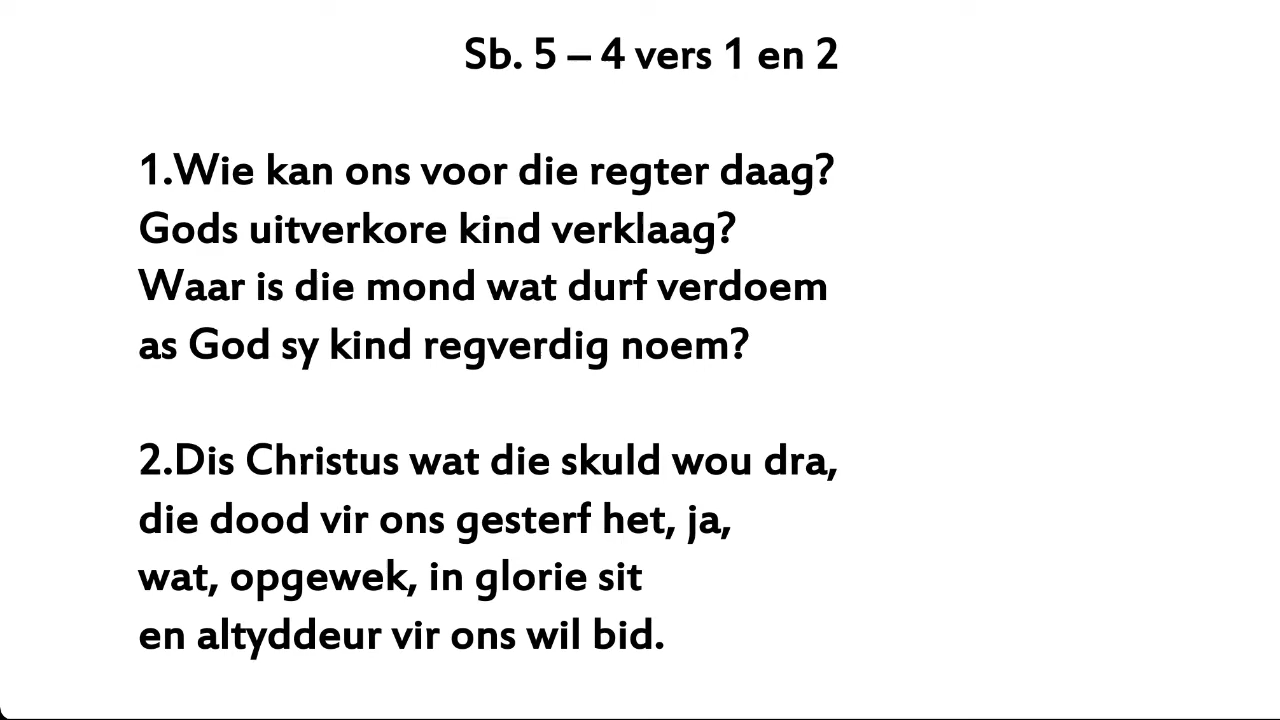 Sb. 5 – 4 vers 1 en 2
1.Wie kan ons voor die regter daag?
Gods uitverkore kind verklaag?
Waar is die mond wat durf verdoem
as God sy kind regverdig noem?
2.Dis Christus wat die skuld wou dra,
die dood vir ons gesterf het, ja,
wat, opgewek, in glorie sit
en altyddeur vir ons wil bid.